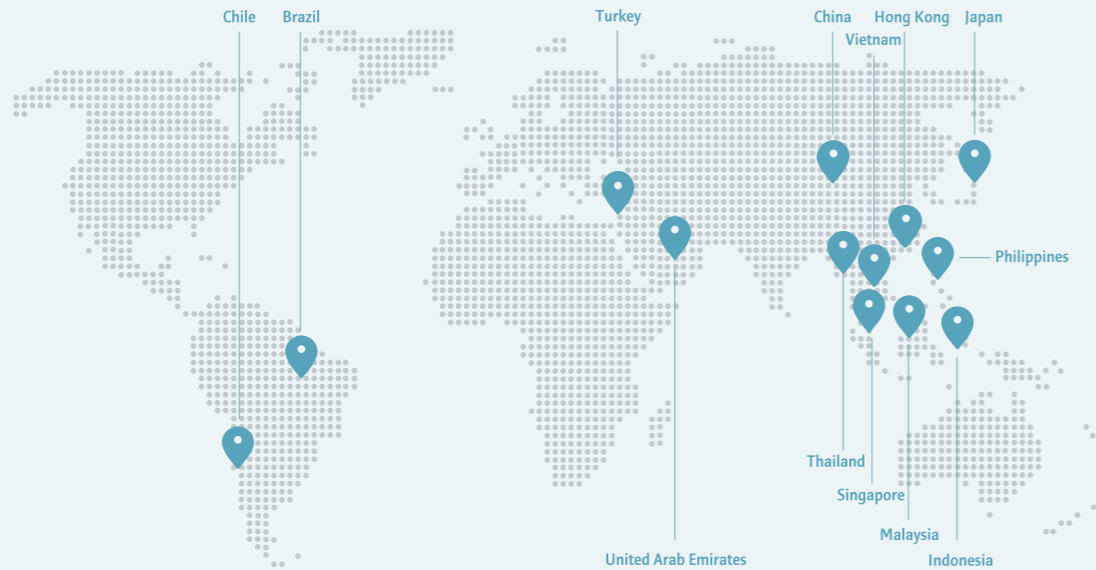 Chile
Brazil
Turkey
China
Hong Kong
Japan
Vietnam
Philippines
Thailand
Singapore
Malaysia
United Arab Emirates
Indonesia